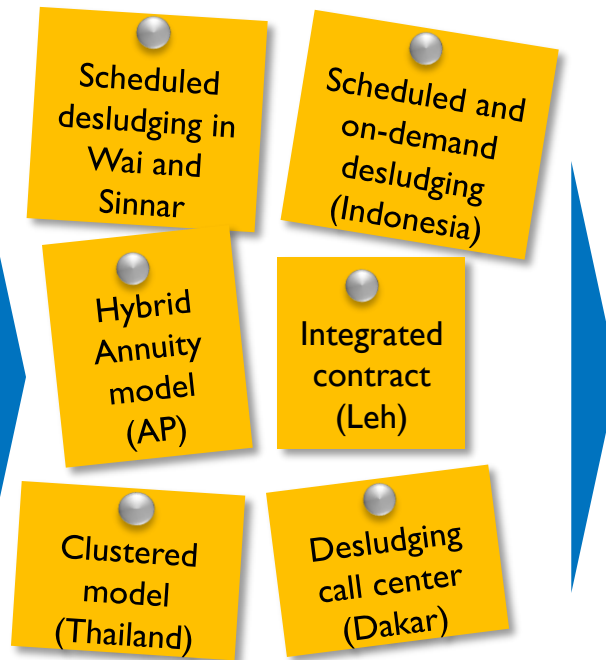 Scheduled
desludging in
Wai and
Sinnar
Scheduled and
on-demand
desludging
(Indonesia)
Hybrid
Annuity
model
(AP)
Integrated
contract
(Leh)
Clustered
model
(Thailand)
Desludging
call center
(Dakar)